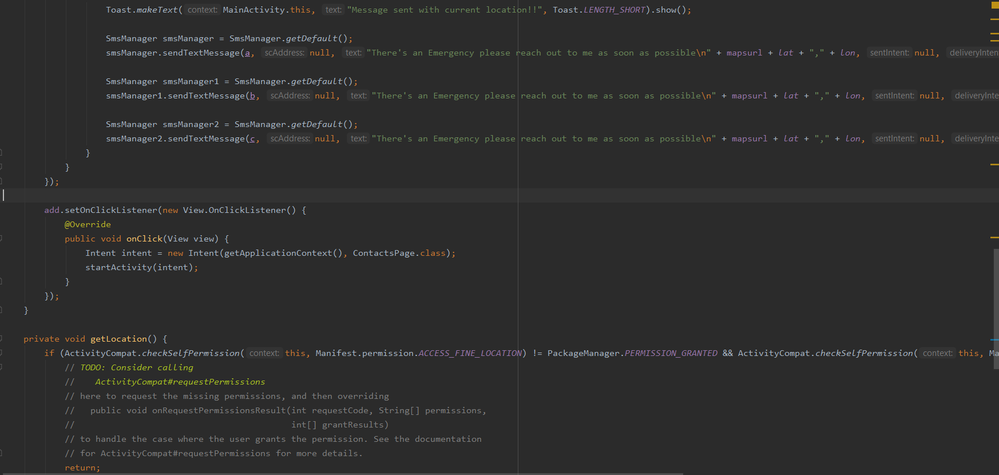 Toast.makeText( context: MainActivity.this, text: "Message sent with current location!!", Toast.LENGTH_SHORT).show();
SmsManager smsManager = SmsManager.getDefault();
smsManager.sendTextMessage(a, scAddress: null, text: "There's an Emergency please reach out to me as soon as possible\n" + mapsurl + lat + "," + lon, sentIntent: null, deliveryInten
SmsManager smsManager1 = SmsManager.getDefault();
smsManager1.sendTextMessage(b, scAddress: null, text: "There's an Emergency please reach out to me as soon as possible\n" + mapsurl + lat + "," + lon, sentIntent: null, deliveryInte
SmsManager smsManager2 = SmsManager.getDefault();
smsManager2.sendTextMessage(c, scAddress: null, text: "There's an Emergency please reach out to me as soon as possible\n" + mapsurl + lat + "," + lon, sentIntent: null, deliveryInte
}
}
});
add.setOnClickListener(new View.OnClickListener() {
@Override
public void onClick(View view) {
Intent intent = new Intent(getApplicationContext(), ContactsPage.class);
startActivity(intent);
}
});
}
private void getLocation() {
if (ActivityCompat.checkSelfPermission( context: this, Manifest.permission.ACCESS_FINE_LOCATION) != PackageManager.PERMISSION_GRANTED && ActivityCompat.checkSelfPermission( context: this, Ma
// TODO: Consider calling
//    ActivityCompat#requestPermissions
// here to request the missing permissions, and then overriding
//   public void onRequestPermissionsResult(int requestCode, String[] permissions,
//                                          int[] grantResults)
// to handle the case where the user grants the permission. See the documentation
// for ActivityCompat#requestPermissions for more details.
return;